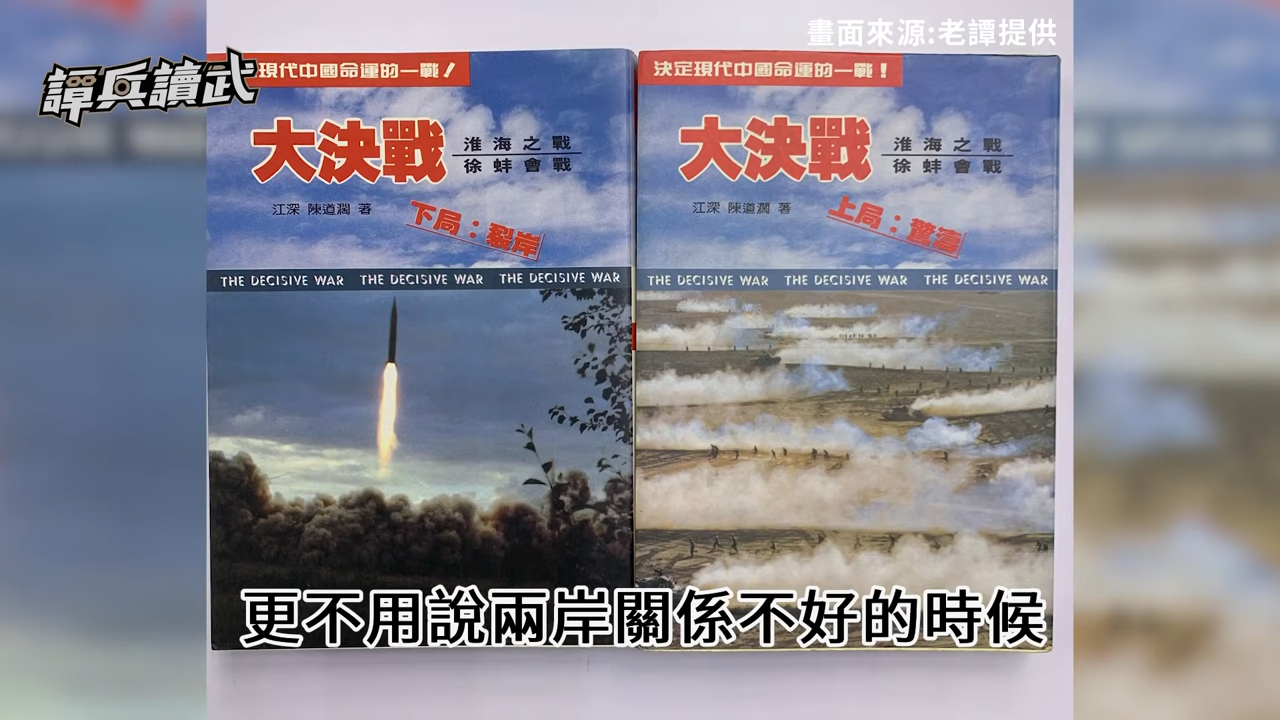 畫面來源:老譚提供
譚兵讀武
現代中國命運的一戰!
大決戰
淮海之戰
徐蚌會戰
江深 陳道濶 著
下局:裂岸
THE DECISIVE WAR THE DECISIVE WAR THE DECISIVE WAR
決定現代中國命運的一戰!
大決戰
淮海之戰
徐蚌會戰
江深 陳道濶 著
上局:驚濤
THE DECISIVE WAR THE DECISIVE WAR THE DECISIVE WAR
更不用說兩岸關係不好的時候